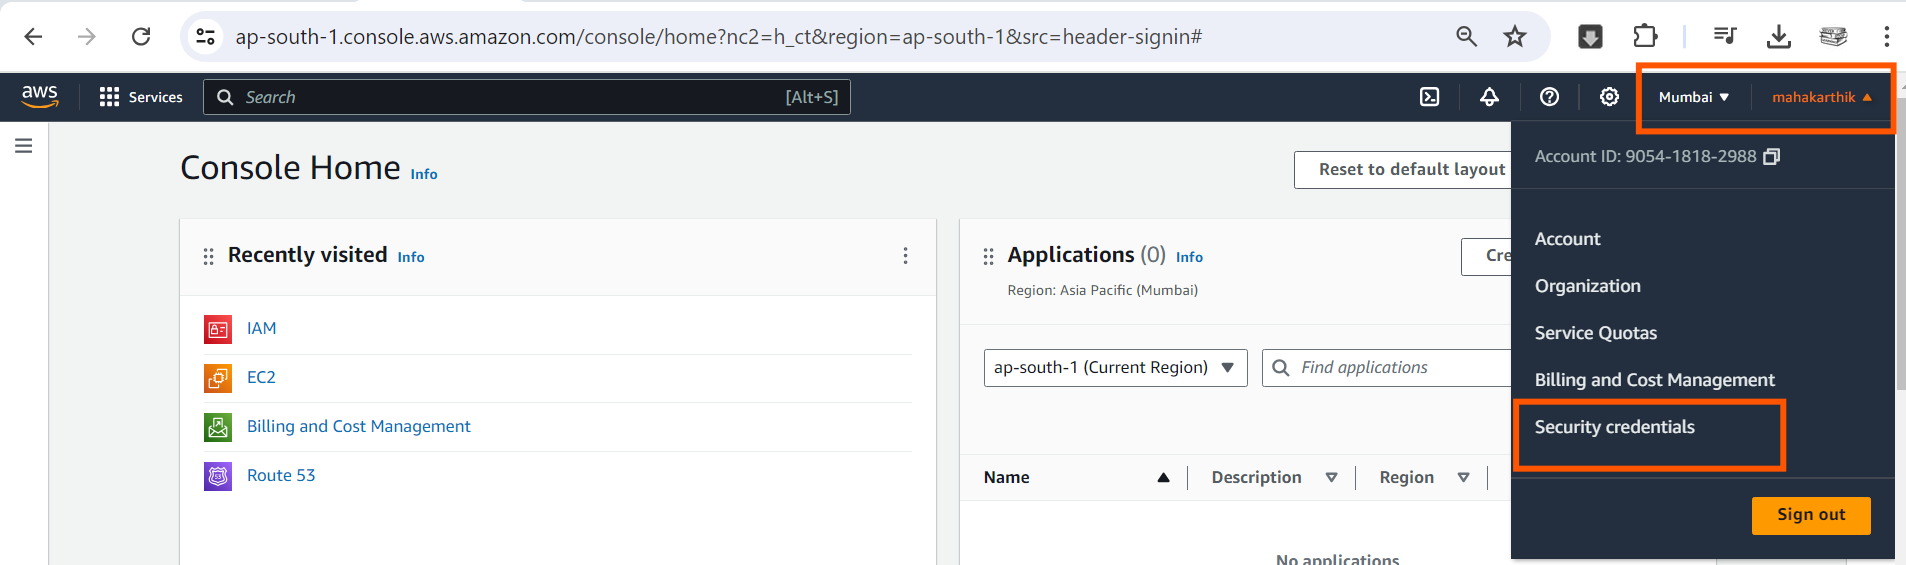 ap-south-1.console.aws.amazon.com/console/home?nc2=h_ct&region=ap-south-1&src=header-signin#
aws Services Search [Alt+S] Mumbai mahakarthik
Account ID: 9054-1818-2988
Console Home Info
Reset to default layout
Account
Organization
Service Quotas
Billing and Cost Management
Security credentials
Sign out
Recently visited Info
IAM
EC2
Billing and Cost Management
Route 53
Applications (0) Info
Cre
Region: Asia Pacific (Mumbai)
ap-south-1 (Current Region) Find applications
Name Description Region
No applications